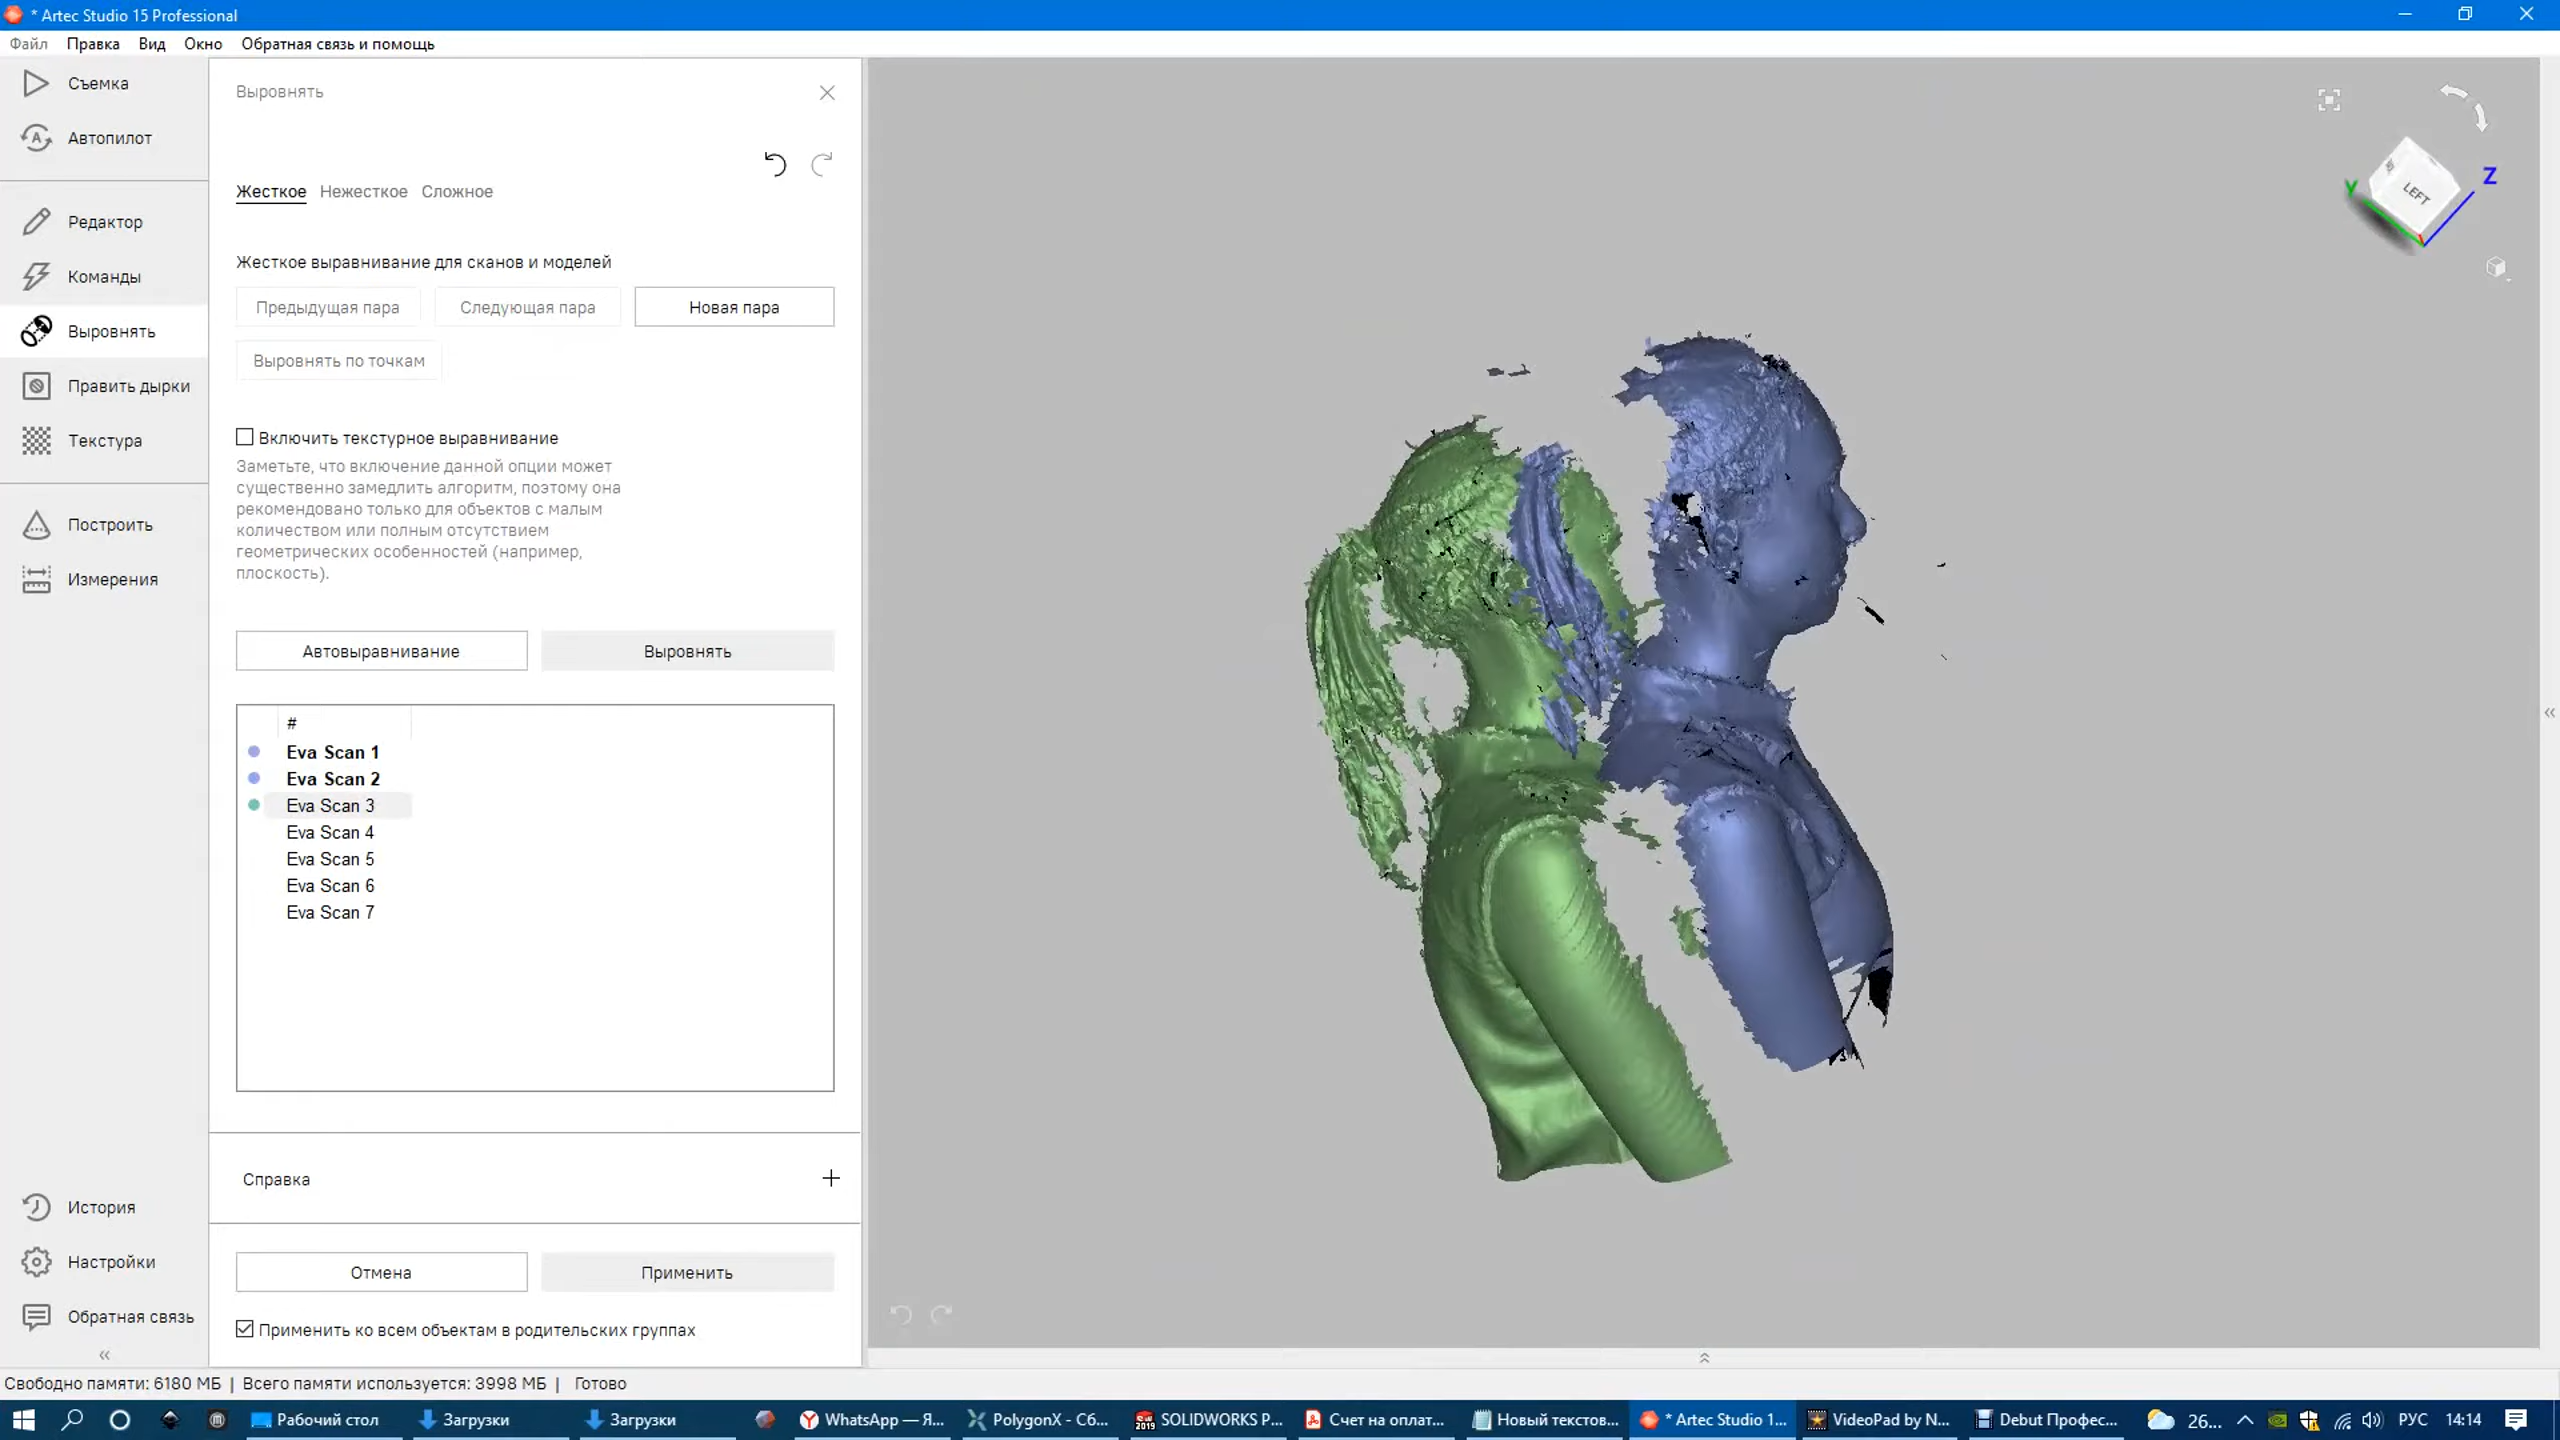 * Artec Studio 15 Professional
Файл Правка Вид Окно Обратная связь и помощь
Съемка
Автопилот
Редактор
Команды
Выровнять
Править дырки
Текстура
Построить
Измерения
История
Настройки
Обратная связь
«
Выровнять
Жесткое Нежесткое Сложное
Жесткое выравнивание для сканов и моделей
Предыдущая пара Следующая пара Новая пара
Выровнять по точкам
Включить текстурное выравнивание
Заметьте, что включение данной опции может
существенно замедлить алгоритм, поэтому она
рекомендовано только для объектов с малым
количеством или полным отсутствием
геометрических особенностей (например,
плоскость).
Автовыравнивание Выровнять
#
Eva Scan 1
Eva Scan 2
Eva Scan 3
Eva Scan 4
Eva Scan 5
Eva Scan 6
Eva Scan 7
Справка +
Отмена Применить
Применить ко всем объектам в родительских группах
Y LEFT Z
Свободно памяти: 6180 МБ | Всего памяти используется: 3998 МБ | Готово
Рабочий стол Загрузки Загрузки WhatsApp — Я... PolygonX - Сб... SOLIDWORKS P... Счет на оплат... Новый текстов... * Artec Studio 1... VideoPad by N... Debut Професс... 26... РУС 14:14